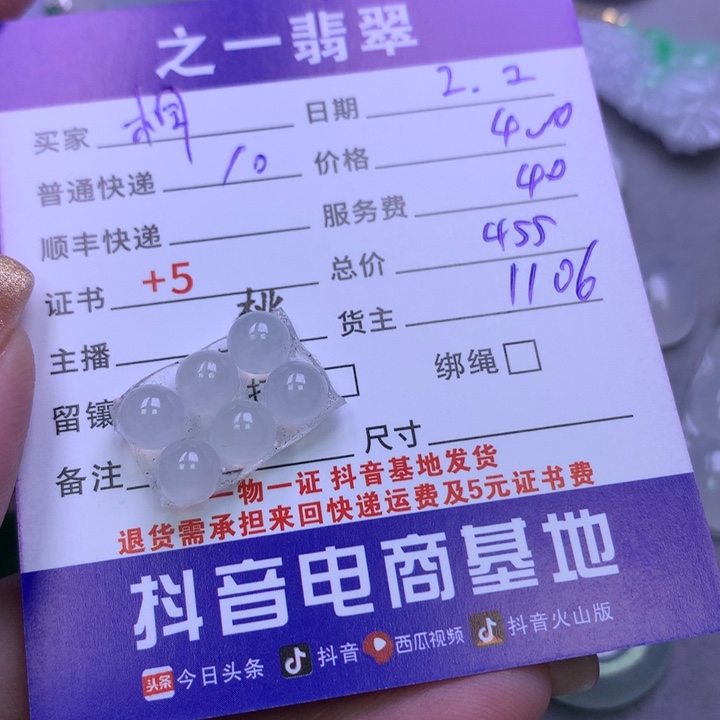 之一翡翠
买家 桐 日期 2.2
普通快递 10 价格 400
顺丰快递 服务费 40
证书 +5 总价 455
主播 桃 货主 1106
留镶 打 绑绳
备注 尺寸
一物一证 抖音基地发货
退货需承担来回快递运费及5元证书费
抖音电商基地
头条 今日头条 抖音 西瓜视频 抖音火山版